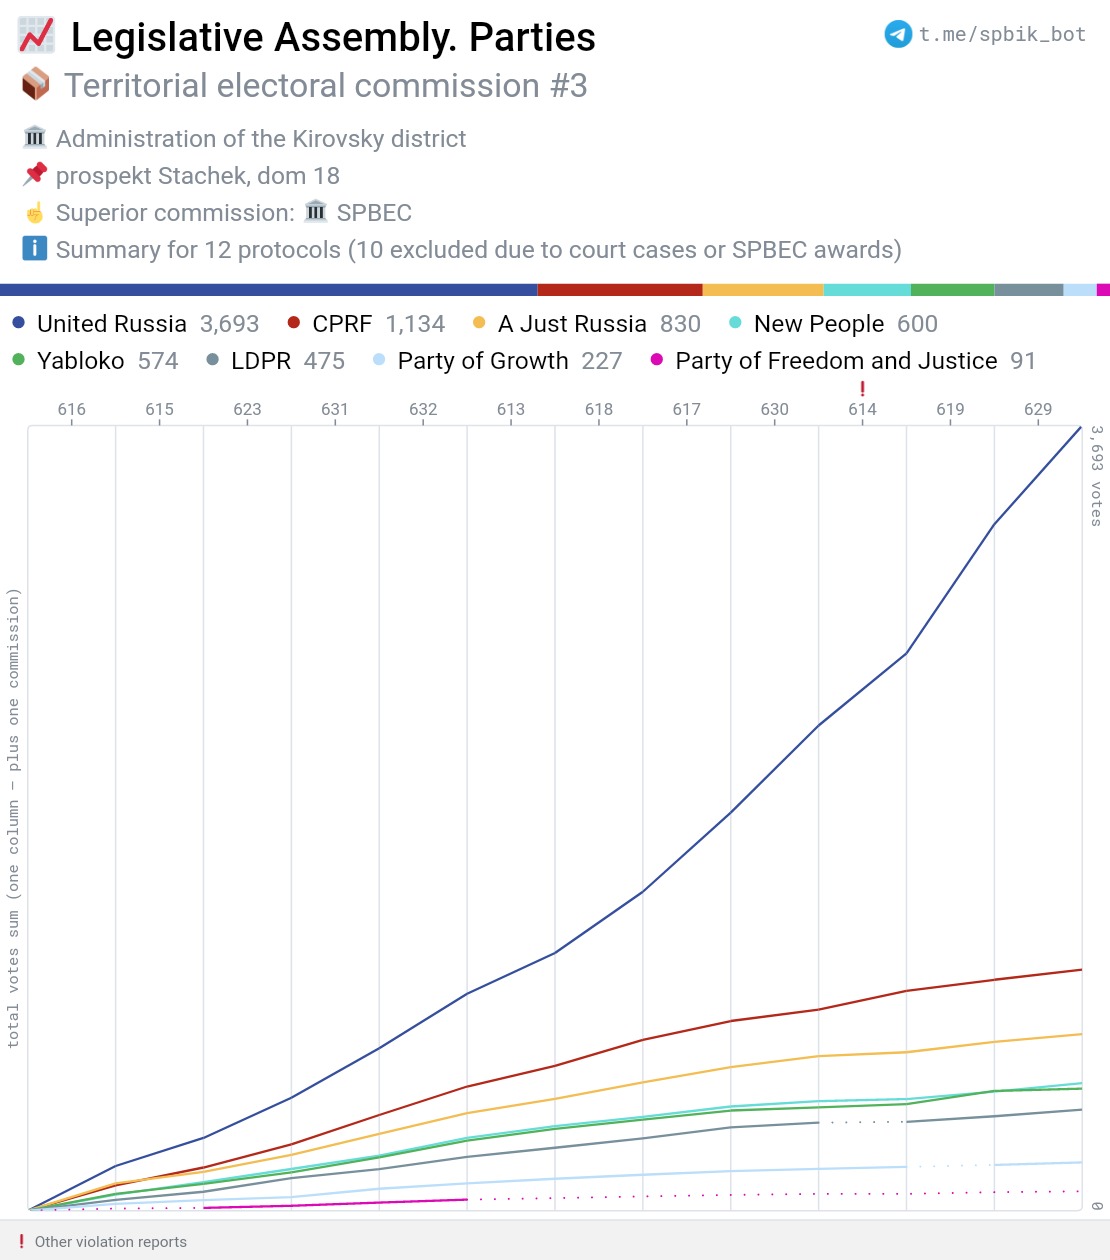 Legislative Assembly. Parties
t.me/spbik_bot
Territorial electoral commission #3
Administration of the Kirovsky district
prospekt Stachek, dom 18
Superior commission: SPBEC
Summary for 12 protocols (10 excluded due to court cases or SPBEC awards)
United Russia 3,693 CPRF 1,134 A Just Russia 830 New People 600
Yabloko 574 LDPR 475 Party of Growth 227 Party of Freedom and Justice 91
616 615 623 631 632 613 618 617 630 614 619 629
3,693 votes
total votes sum (one column – plus one commission)
0
Other violation reports